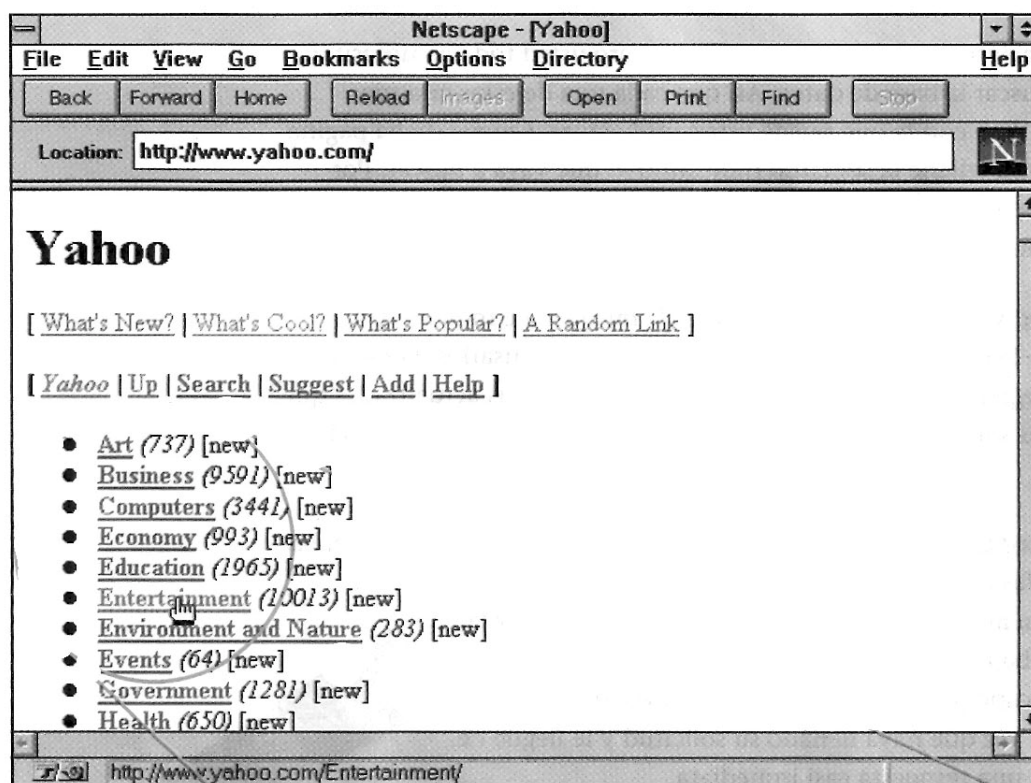 Netscape - [Yahoo]
File Edit View Go Bookmarks Options Directory Help
Back Forward Home Reload Images Open Print Find Stop
Location: http://www.yahoo.com/
N
Yahoo
[ What's New? | What's Cool? | What's Popular? | A Random Link ]
[ Yahoo | Up | Search | Suggest | Add | Help ]
Art (737) [new]
Business (9591) [new]
Computers (3441) [new]
Economy (993) [new]
Education (1965) [new]
Entertainment (10013) [new]
Environment and Nature (283) [new]
Events (64) [new]
Government (1281) [new]
Health (650) [new]
http://www.yahoo.com/Entertainment/